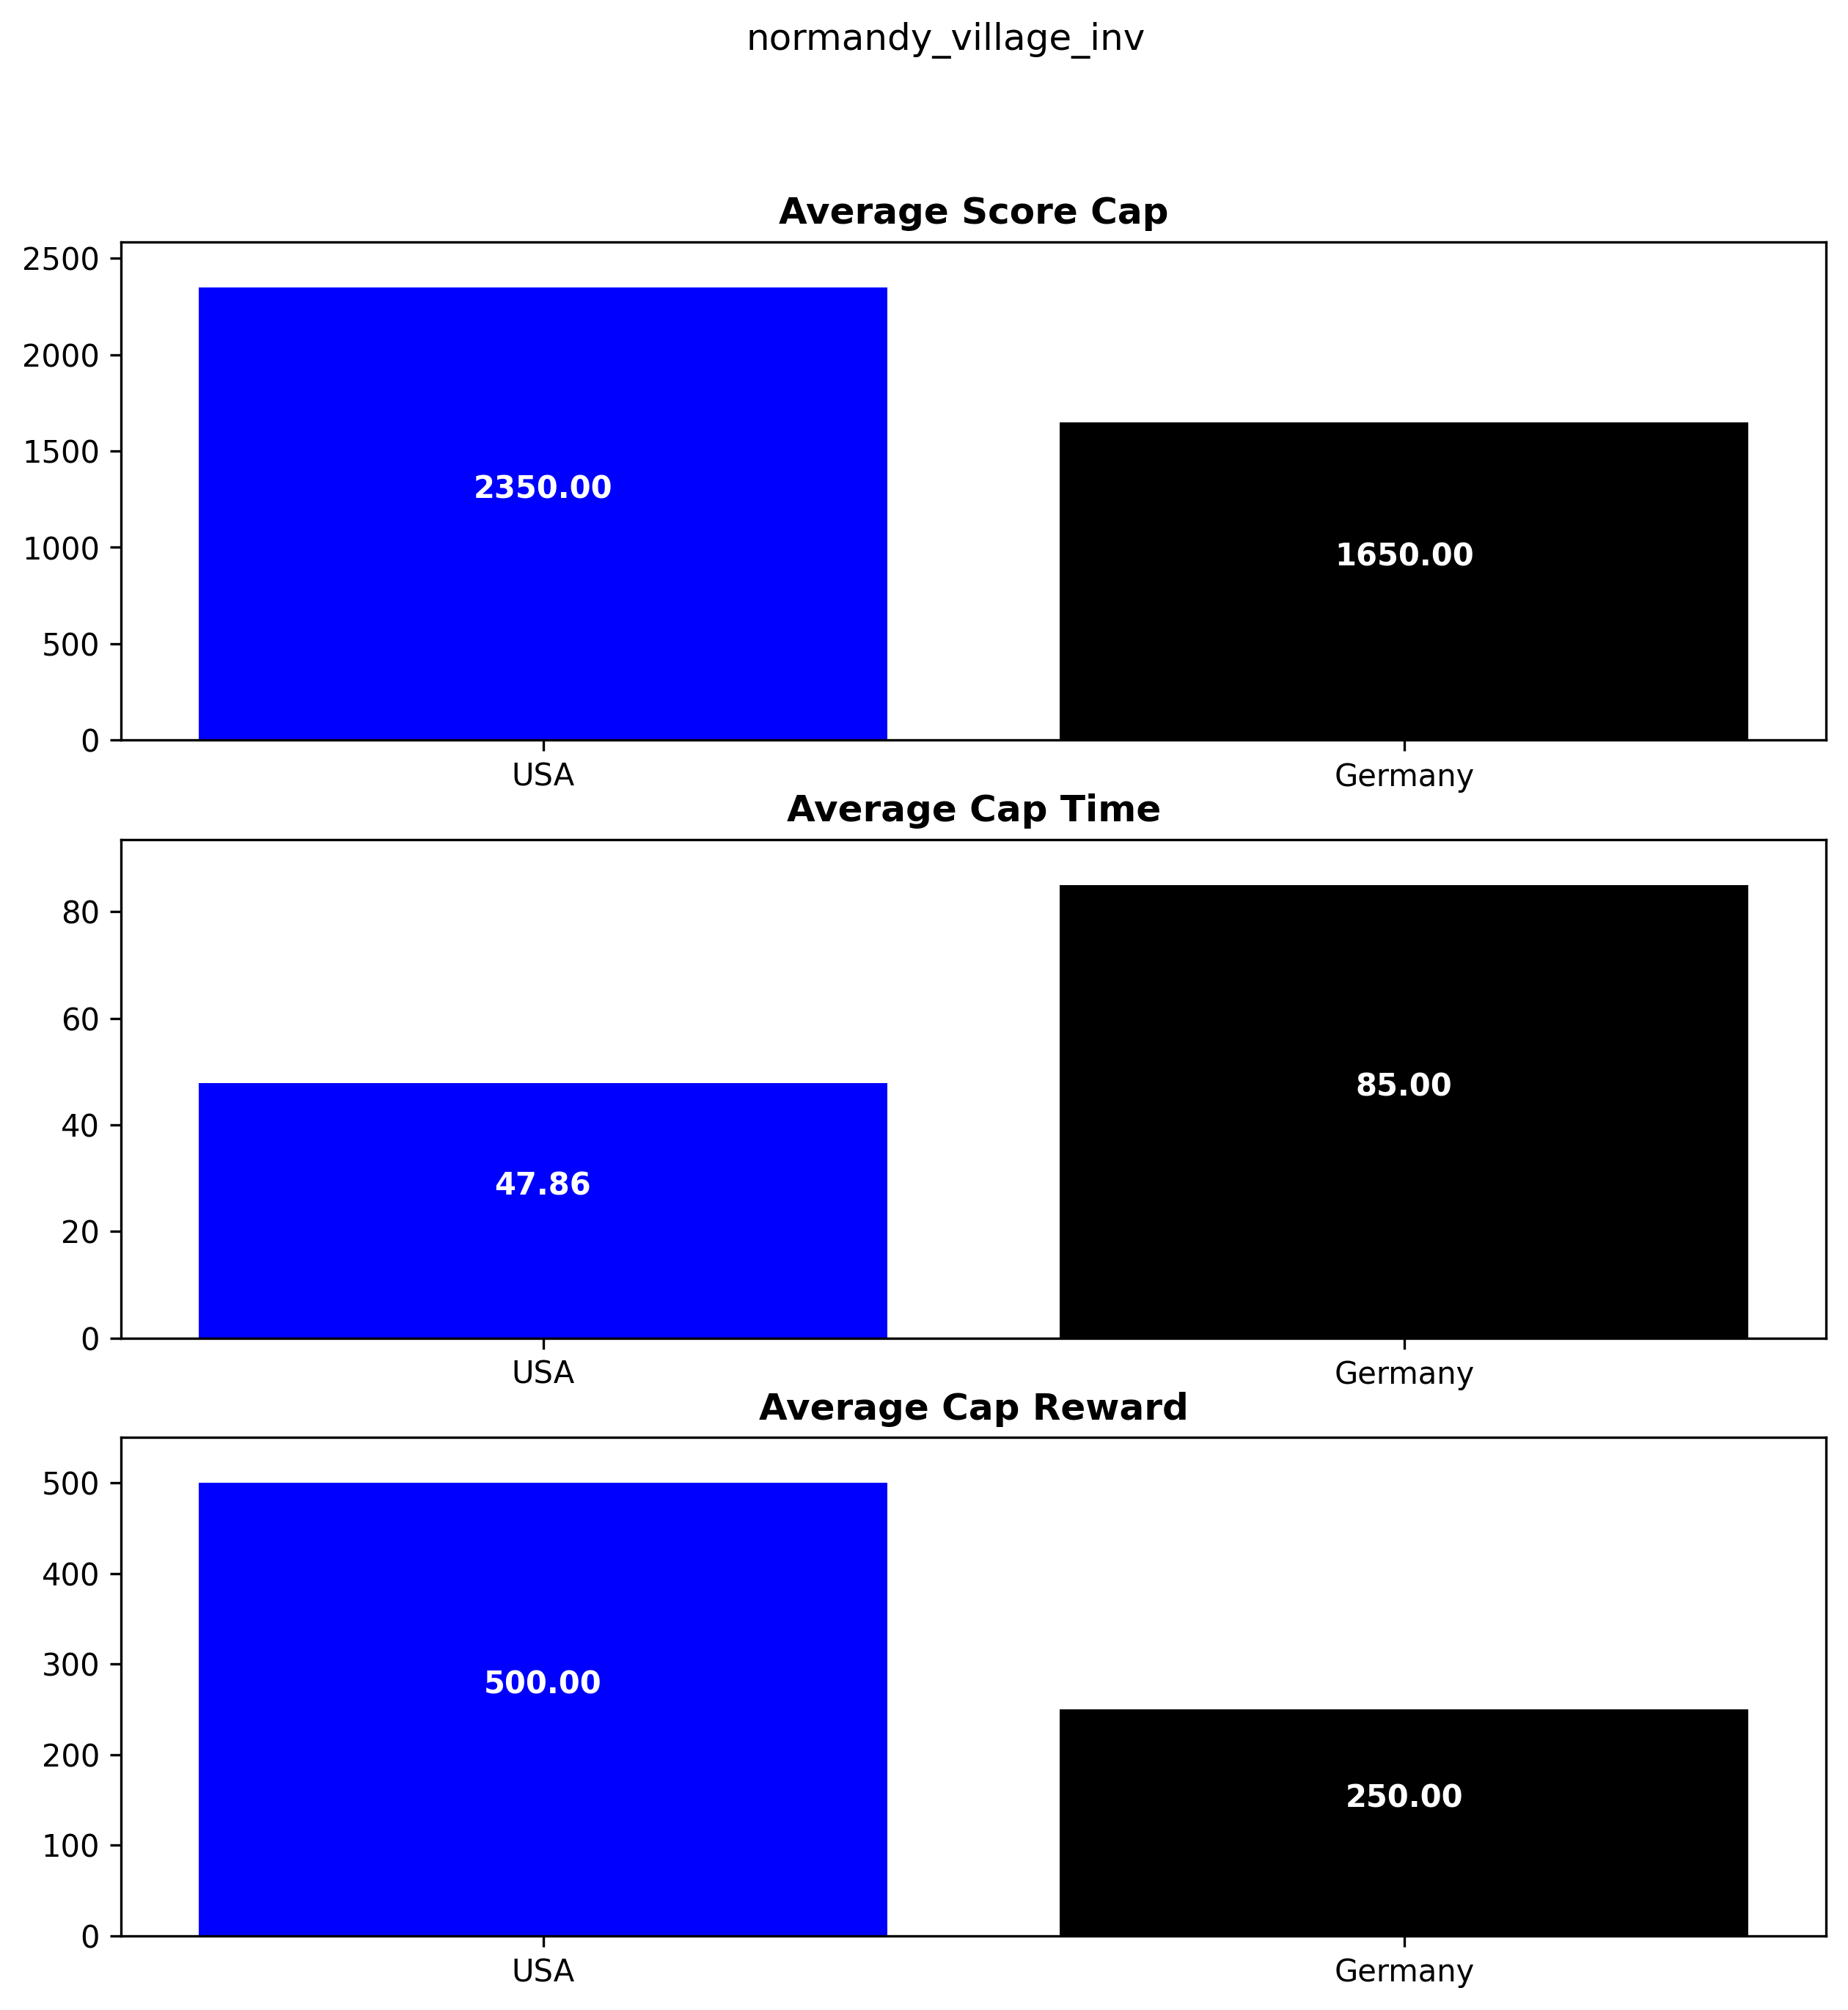 normandy_village_inv
Average Score Cap
2500
2000
1500
1000
500
0
2350.00
1650.00
USA
Germany
Average Cap Time
80
60
40
20
0
47.86
85.00
USA
Germany
Average Cap Reward
500
400
300
200
100
0
500.00
250.00
USA
Germany